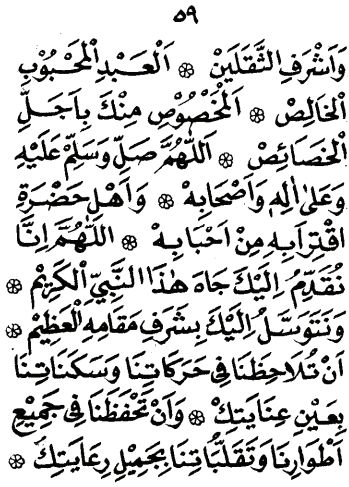 ٥٩
وَاَشْرَفِ الثَّقَلَيْنْ ۞ اَلْعَبْدِ الْمَحْبُوْبِ
الْخَالِصْ ۞ اَلْمَخْصُوْصِ مِنْكَ بِاَجَلِّ
الْخَصَائِصْ ۞ اَللّٰهُمَّ صَلِّ وَسَلِّمْ عَلَيْهِ
وَعَلٰى اٰلِهِ وَاَصْحَابِهْ ۞ وَاَهْلِ حَضْرَةِ
اقْتِرَابِهِ مِنْ اَحْبَابِهْ ۞ اَللّٰهُمَّ اِنَّا
نُقَدِّمُ اِلَيْكَ جَاهَ هٰذَا النَّبِيِّ الْكَرِيْمْ ۞
وَنَتَوَسَّلُ اِلَيْكَ بِشَرَفِ مَقَامِهِ الْعَظِيْمْ ۞
اَنْ تُلَاحِظَنَا فِى حَرَكَاتِنَا وَسَكَنَاتِنَا
بِعَيْنِ عِنَايَتِكْ ۞ وَاَنْ تَحْفَظَنَا فِى جَمِيْعِ
اَطْوَارِنَا وَتَقَلُّبَاتِنَا بِجَمِيْلِ رِعَايَتِكْ ۞